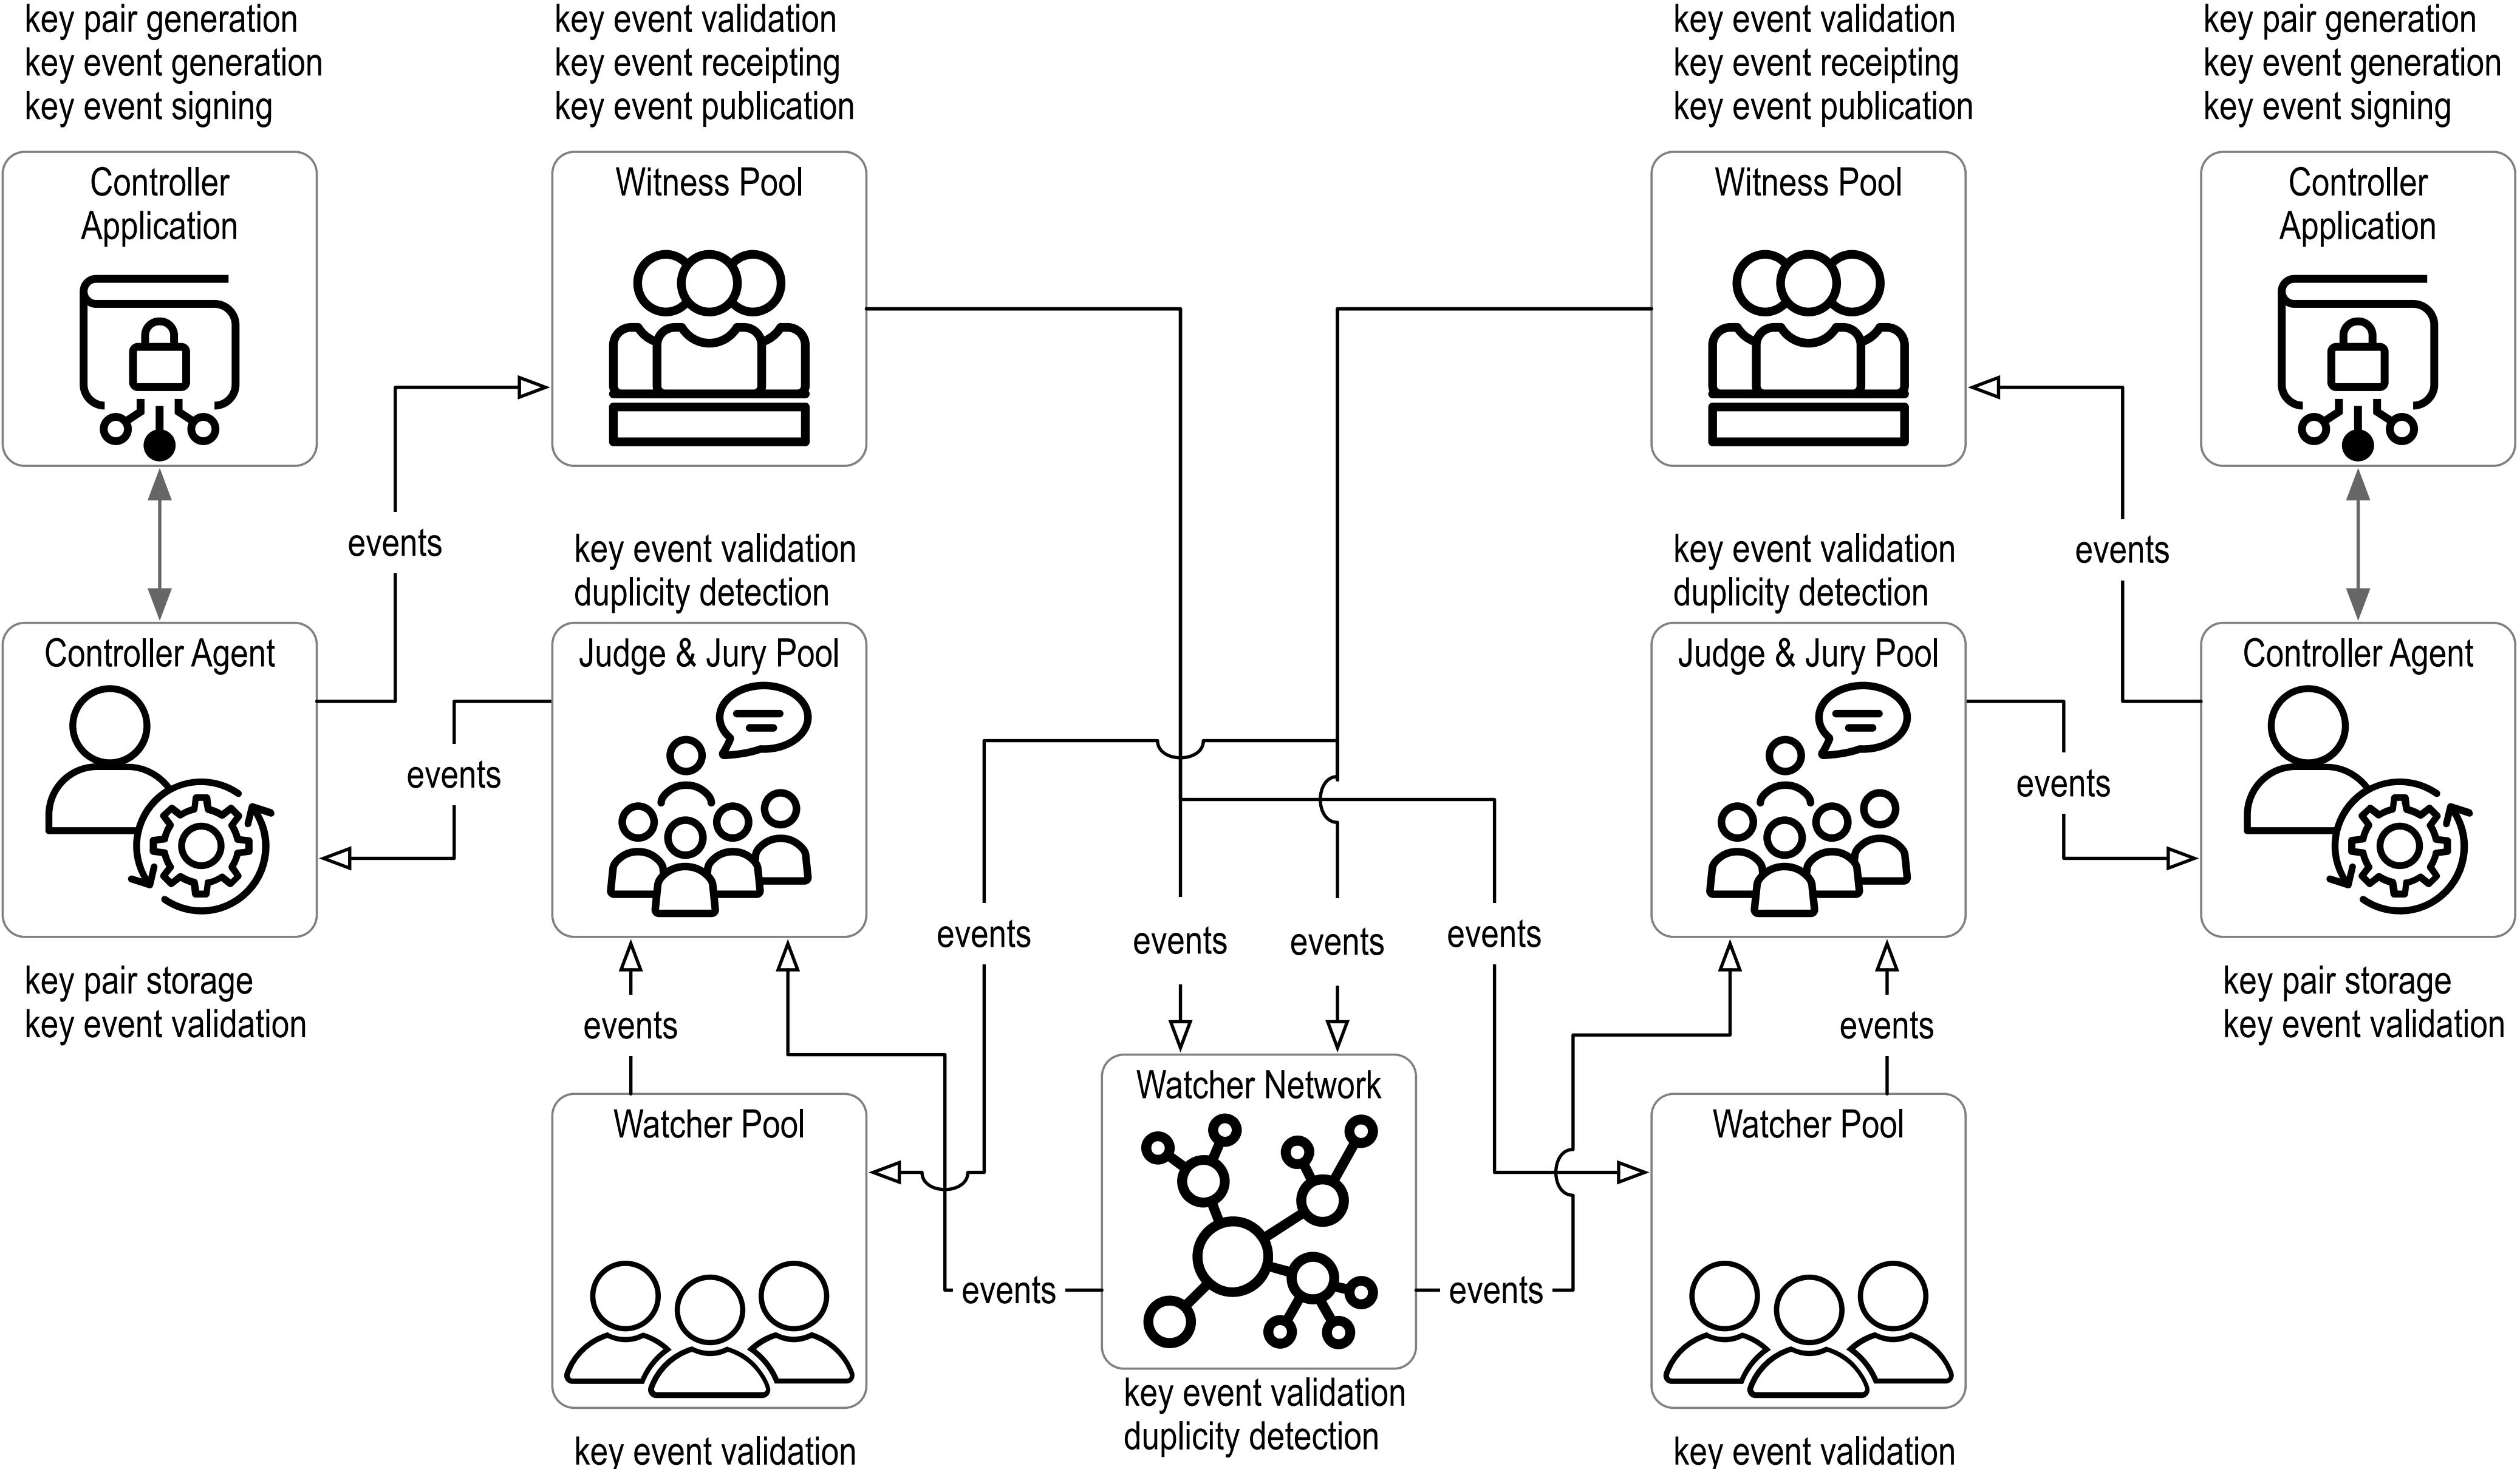 key pair generation
key event generation
key event signing
key event validation
key event receipting
key event publication
key event validation
key event receipting
key event publication
key pair generation
key event generation
key event signing
Controller
Application
Witness Pool
Witness Pool
Controller
Application
events
key event validation
duplicity detection
key event validation
duplicity detection
events
Controller Agent
Judge & Jury Pool
Judge & Jury Pool
Controller Agent
events
events
events
events
events
events
key pair storage
key event validation
events
events
key pair storage
key event validation
Watcher Pool
Watcher Network
Watcher Pool
events
events
key event validation
key event validation
duplicity detection
key event validation